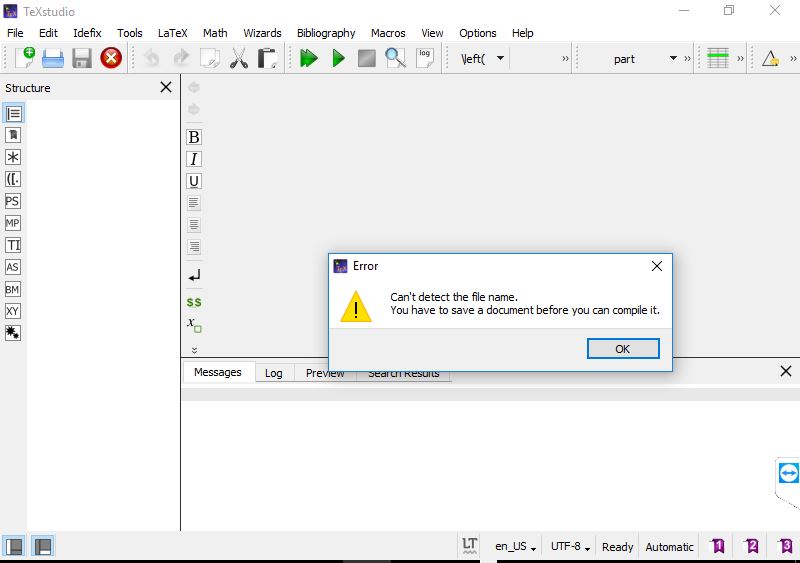 TeXstudio
File Edit Idefix Tools LaTeX Math Wizards Bibliography Macros View Options Help
log \left( » part » » »
Structure
B
I
U
([.
PS
MP
TI
AS
BM
XY
$$
x
Error
Can't detect the file name.
You have to save a document before you can compile it.
OK
Messages Log Preview Search Results
LT en_US UTF-8 Ready Automatic 1 2 3